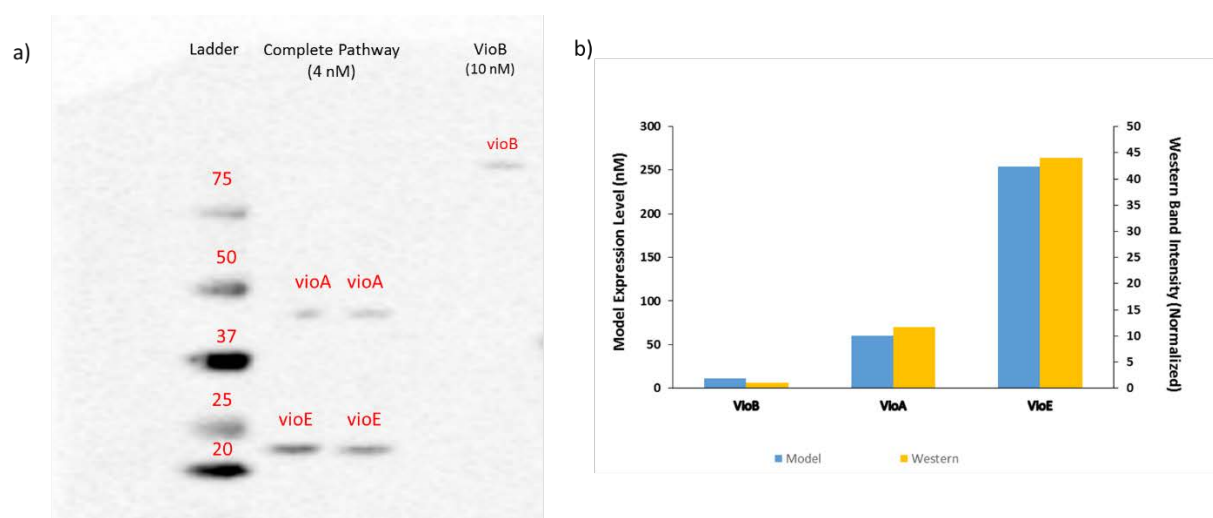 a)
Ladder
Complete Pathway
(4 nM)
VioB
(10 nM)
vioB
75
50
vioA
vioA
37
25
vioE
vioE
20
b)
300
250
200
150
100
50
0
Model Expression Level (nM)
50
45
40
35
30
25
20
15
10
5
0
Western Band Intensity (Normalized)
VioB
VioA
VioE
Model
Western